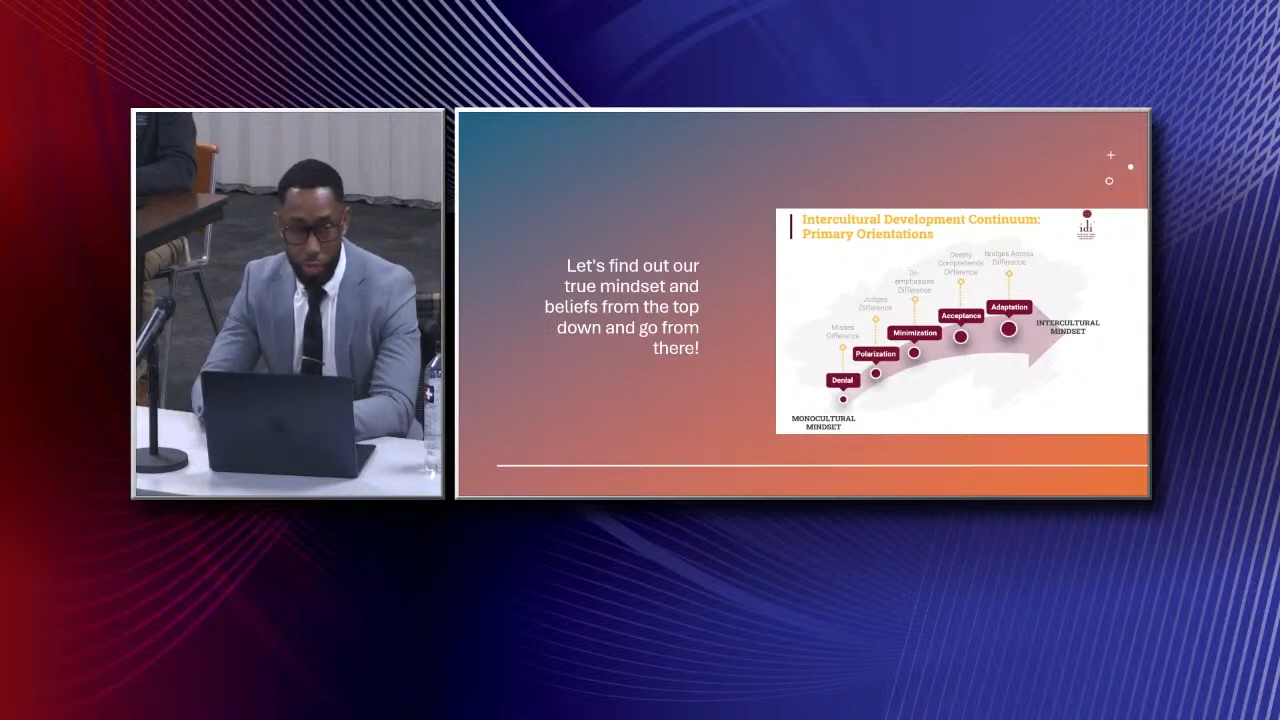 Let's find out our
true mindset and
beliefs from the top
down and go from
there!
Intercultural Development Continuum:
Primary Orientations
idi
Misses
Difference
Judges
Difference
De-
emphasizes
Difference
Deeply
Comprehends
Difference
Bridges Across
Difference
Denial
Polarization
Minimization
Acceptance
Adaptation
MONOCULTURAL
MINDSET
INTERCULTURAL
MINDSET